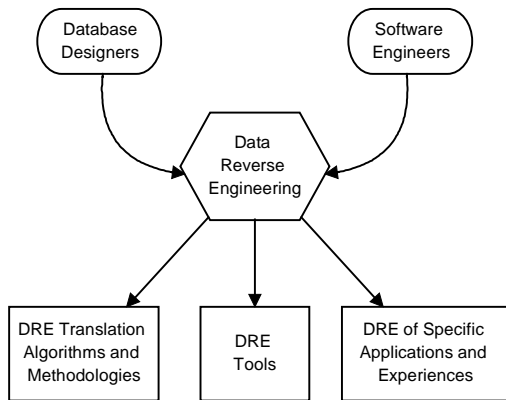 Database
Designers
Software
Engineers
Data
Reverse
Engineering
DRE Translation
Algorithms and
Methodologies
DRE
Tools
DRE of Specific
Applications and
Experiences